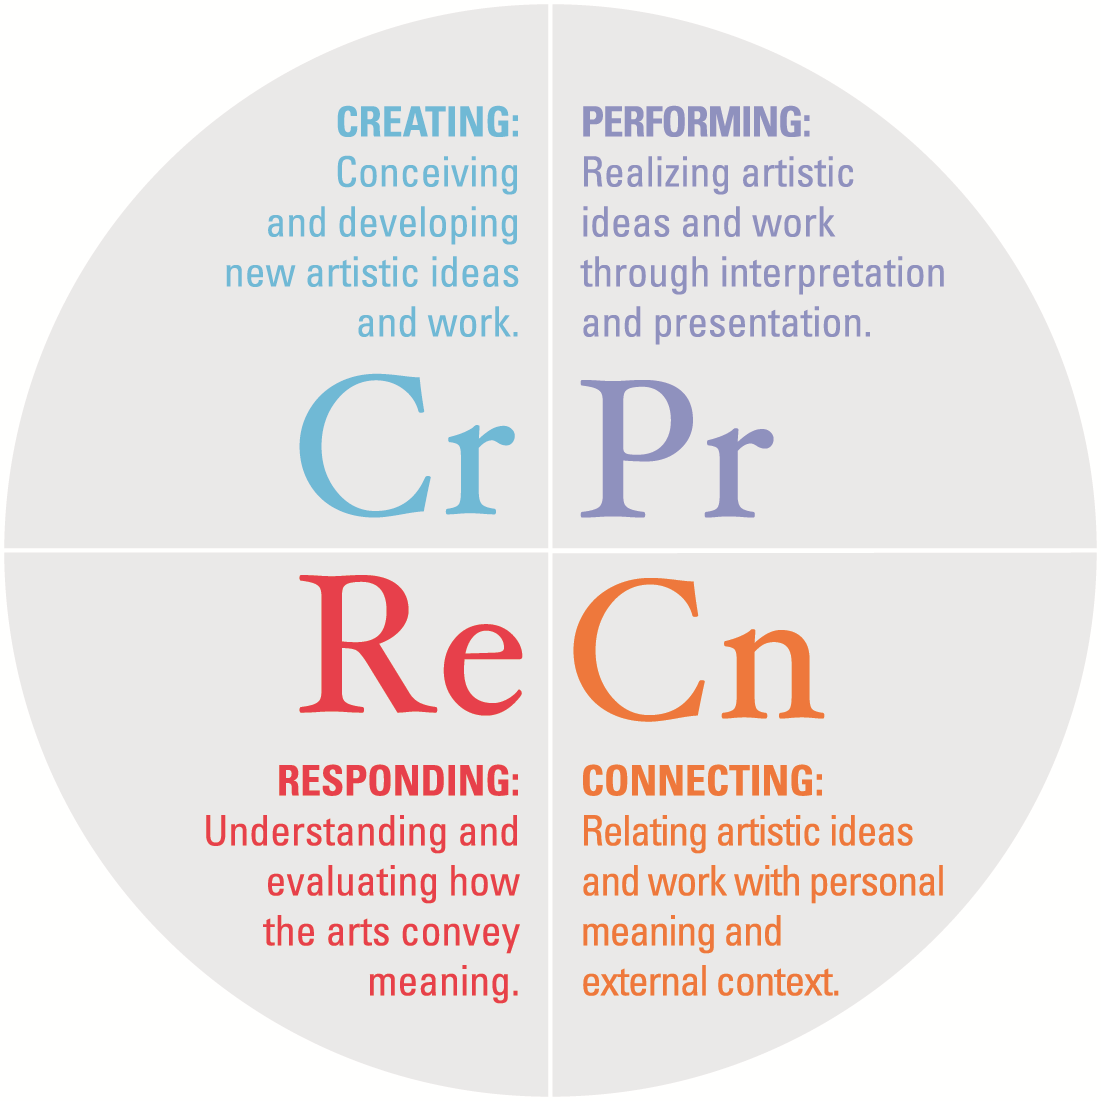 CREATING:
Conceiving
and developing
new artistic ideas
and work.
Cr
PERFORMING:
Realizing artistic
ideas and work
through interpretation
and presentation.
Pr
Re
RESPONDING:
Understanding and
evaluating how
the arts convey
meaning.
Cn
CONNECTING:
Relating artistic ideas
and work with personal
meaning and
external context.